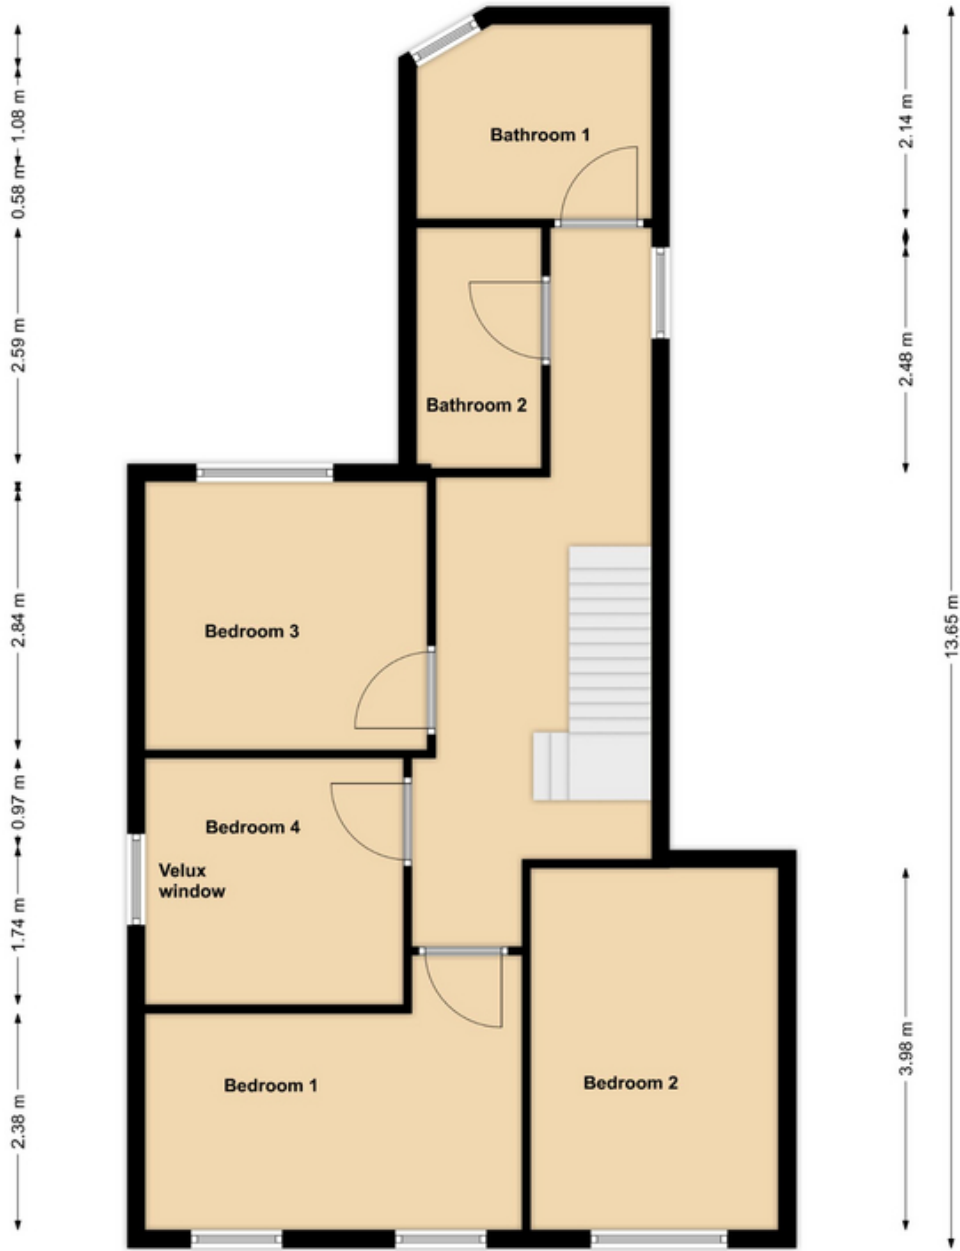 1.08 m
0.58 m
2.59 m
2.84 m
0.97 m
1.74 m
2.38 m
Bathroom 1
Bathroom 2
Bedroom 3
Bedroom 4
Velux
window
Bedroom 1
Bedroom 2
2.14 m
2.48 m
3.98 m
13.65 m